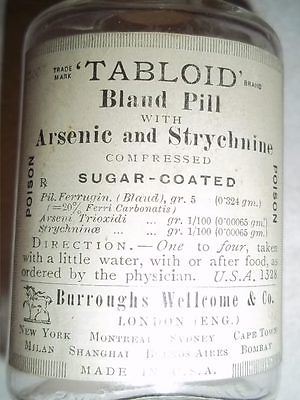 TRADE MARK 'TABLOID' BRAND
Blaud Pill
WITH
Arsenic and Strychnine
COMPRESSED
℞ SUGAR-COATED
POISON
POISON
Pil. Ferrugin. (Blaud), gr. 5 (0'324 gm.)
(=20% Ferri Carbonatis)
Arseni Trioxidi ... gr. 1/100 (0'00065 gm.)
Strychninæ ... gr. 1/100 (0'00065 gm.)
DIRECTION.—One to four, taken
with a little water, with or after food, as
ordered by the physician. U.S.A. 1328
Burroughs Wellcome & Co.
LONDON (ENG.)
NEW YORK MONTREAL SYDNEY CAPE TOWN
MILAN SHANGHAI BUENOS AIRES BOMBAY
MADE IN U.S.A.